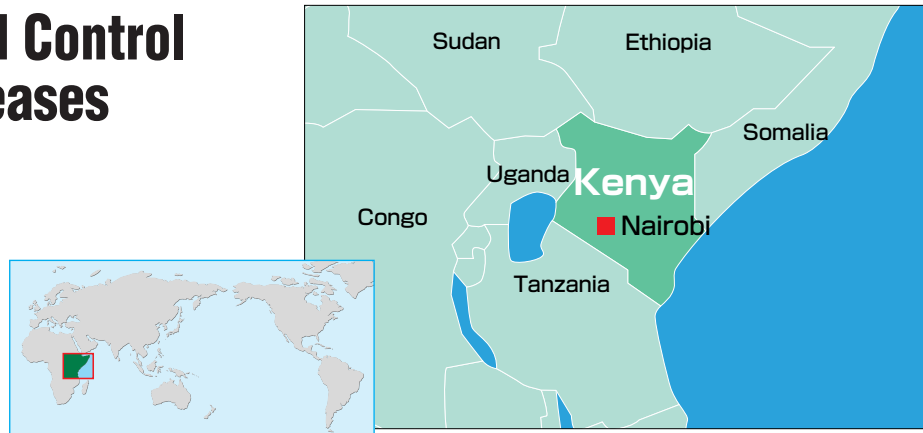 Control
eases
Sudan
Ethiopia
Somalia
Uganda
Kenya
Congo
Nairobi
Tanzania